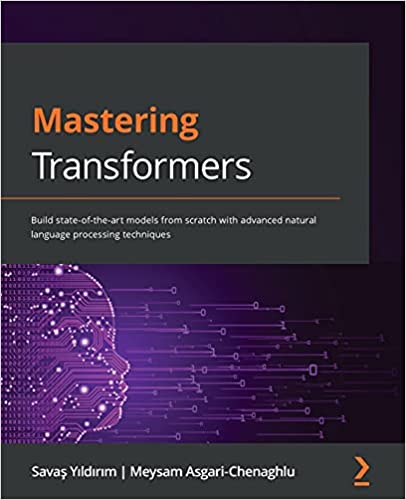 Mastering
Transformers
Build state-of-the-art models from scratch with advanced natural
language processing techniques
Savaş Yıldırım | Meysam Asgari-Chenaghlu